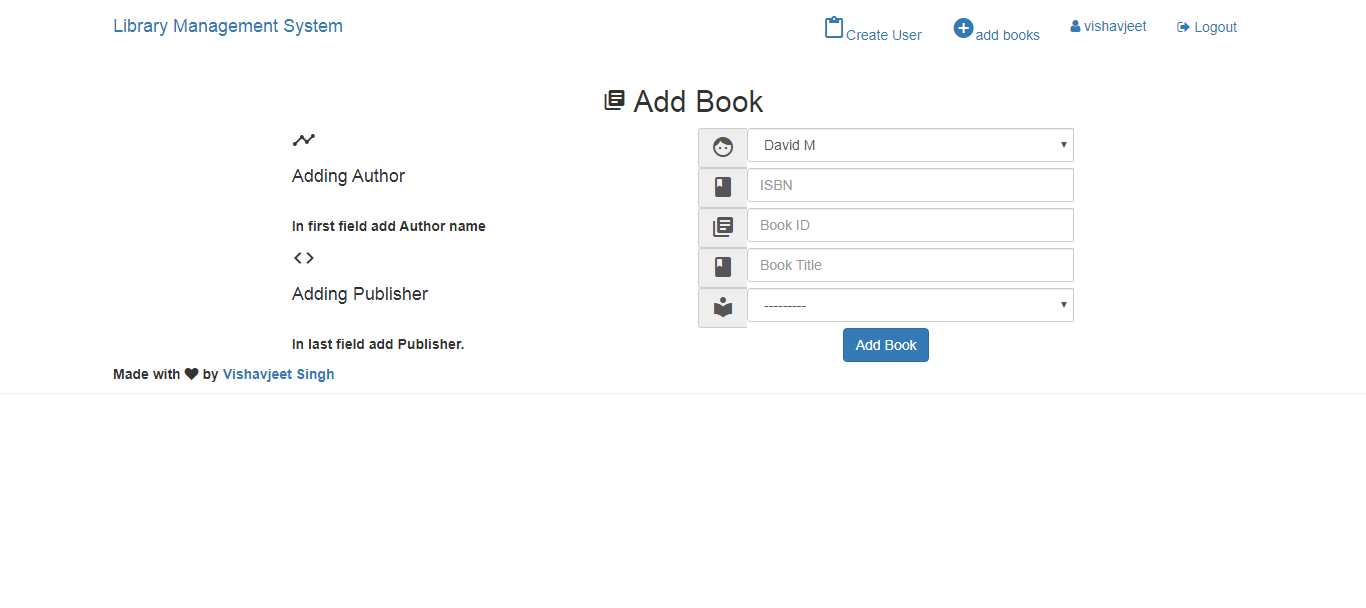 Library Management System
Create User
add books
vishavjeet
Logout
Add Book
Adding Author
In first field add Author name
Adding Publisher
In last field add Publisher.
David M
ISBN
Book ID
Book Title
---------
Add Book
Made with ♥ by Vishavjeet Singh